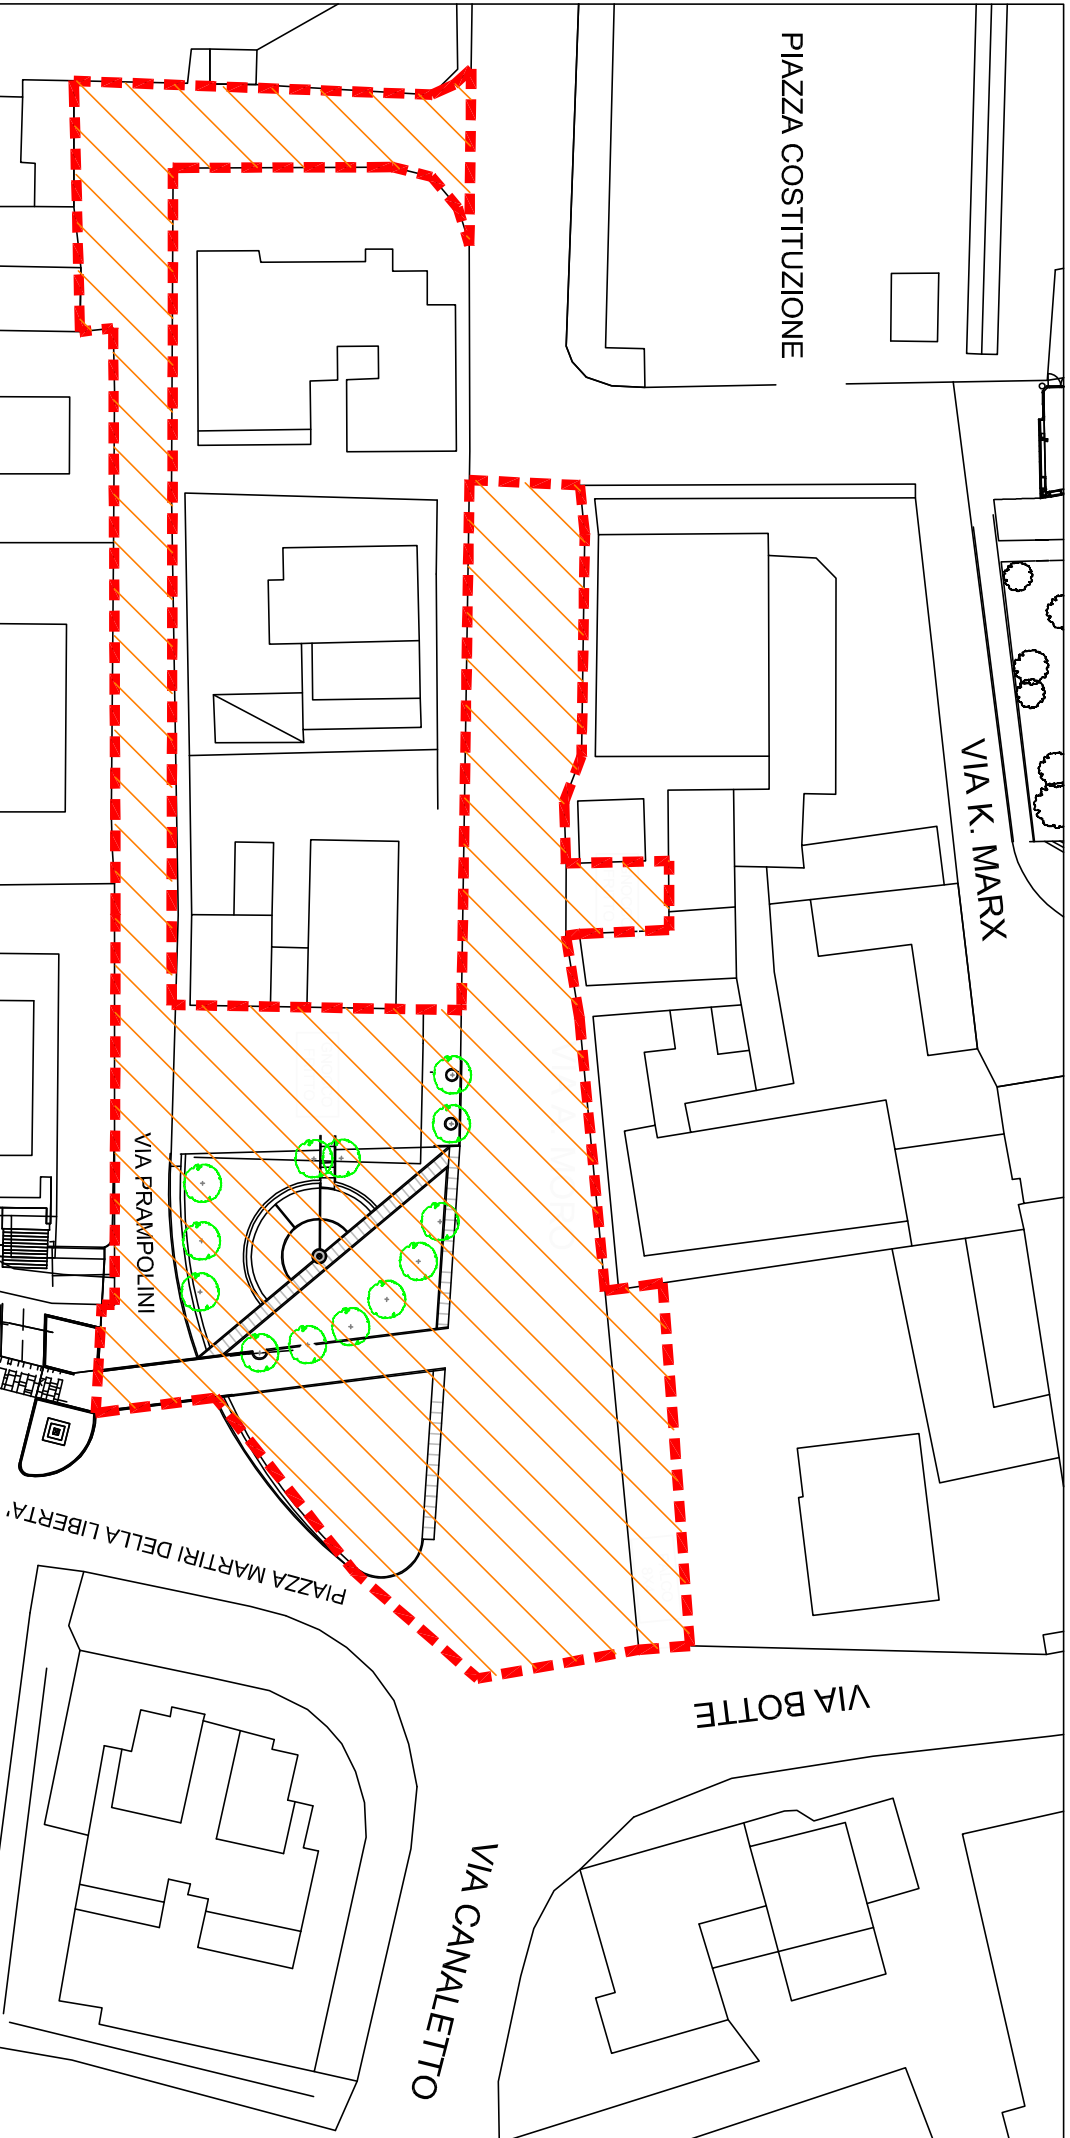 PIAZZA COSTITUZIONE
VIA K. MARX
VIA PRAMPOLINI
PIAZZA MARTIRI DELLA LIBERTA'
VIA BOTTE
VIA CANALETTO